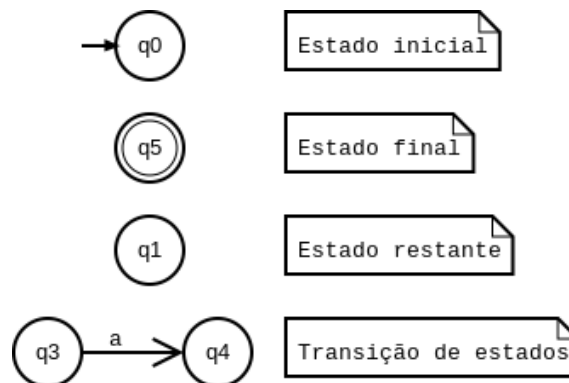 q0 Estado inicial
q5 Estado final
q1 Estado restante
q3 a q4 Transição de estados